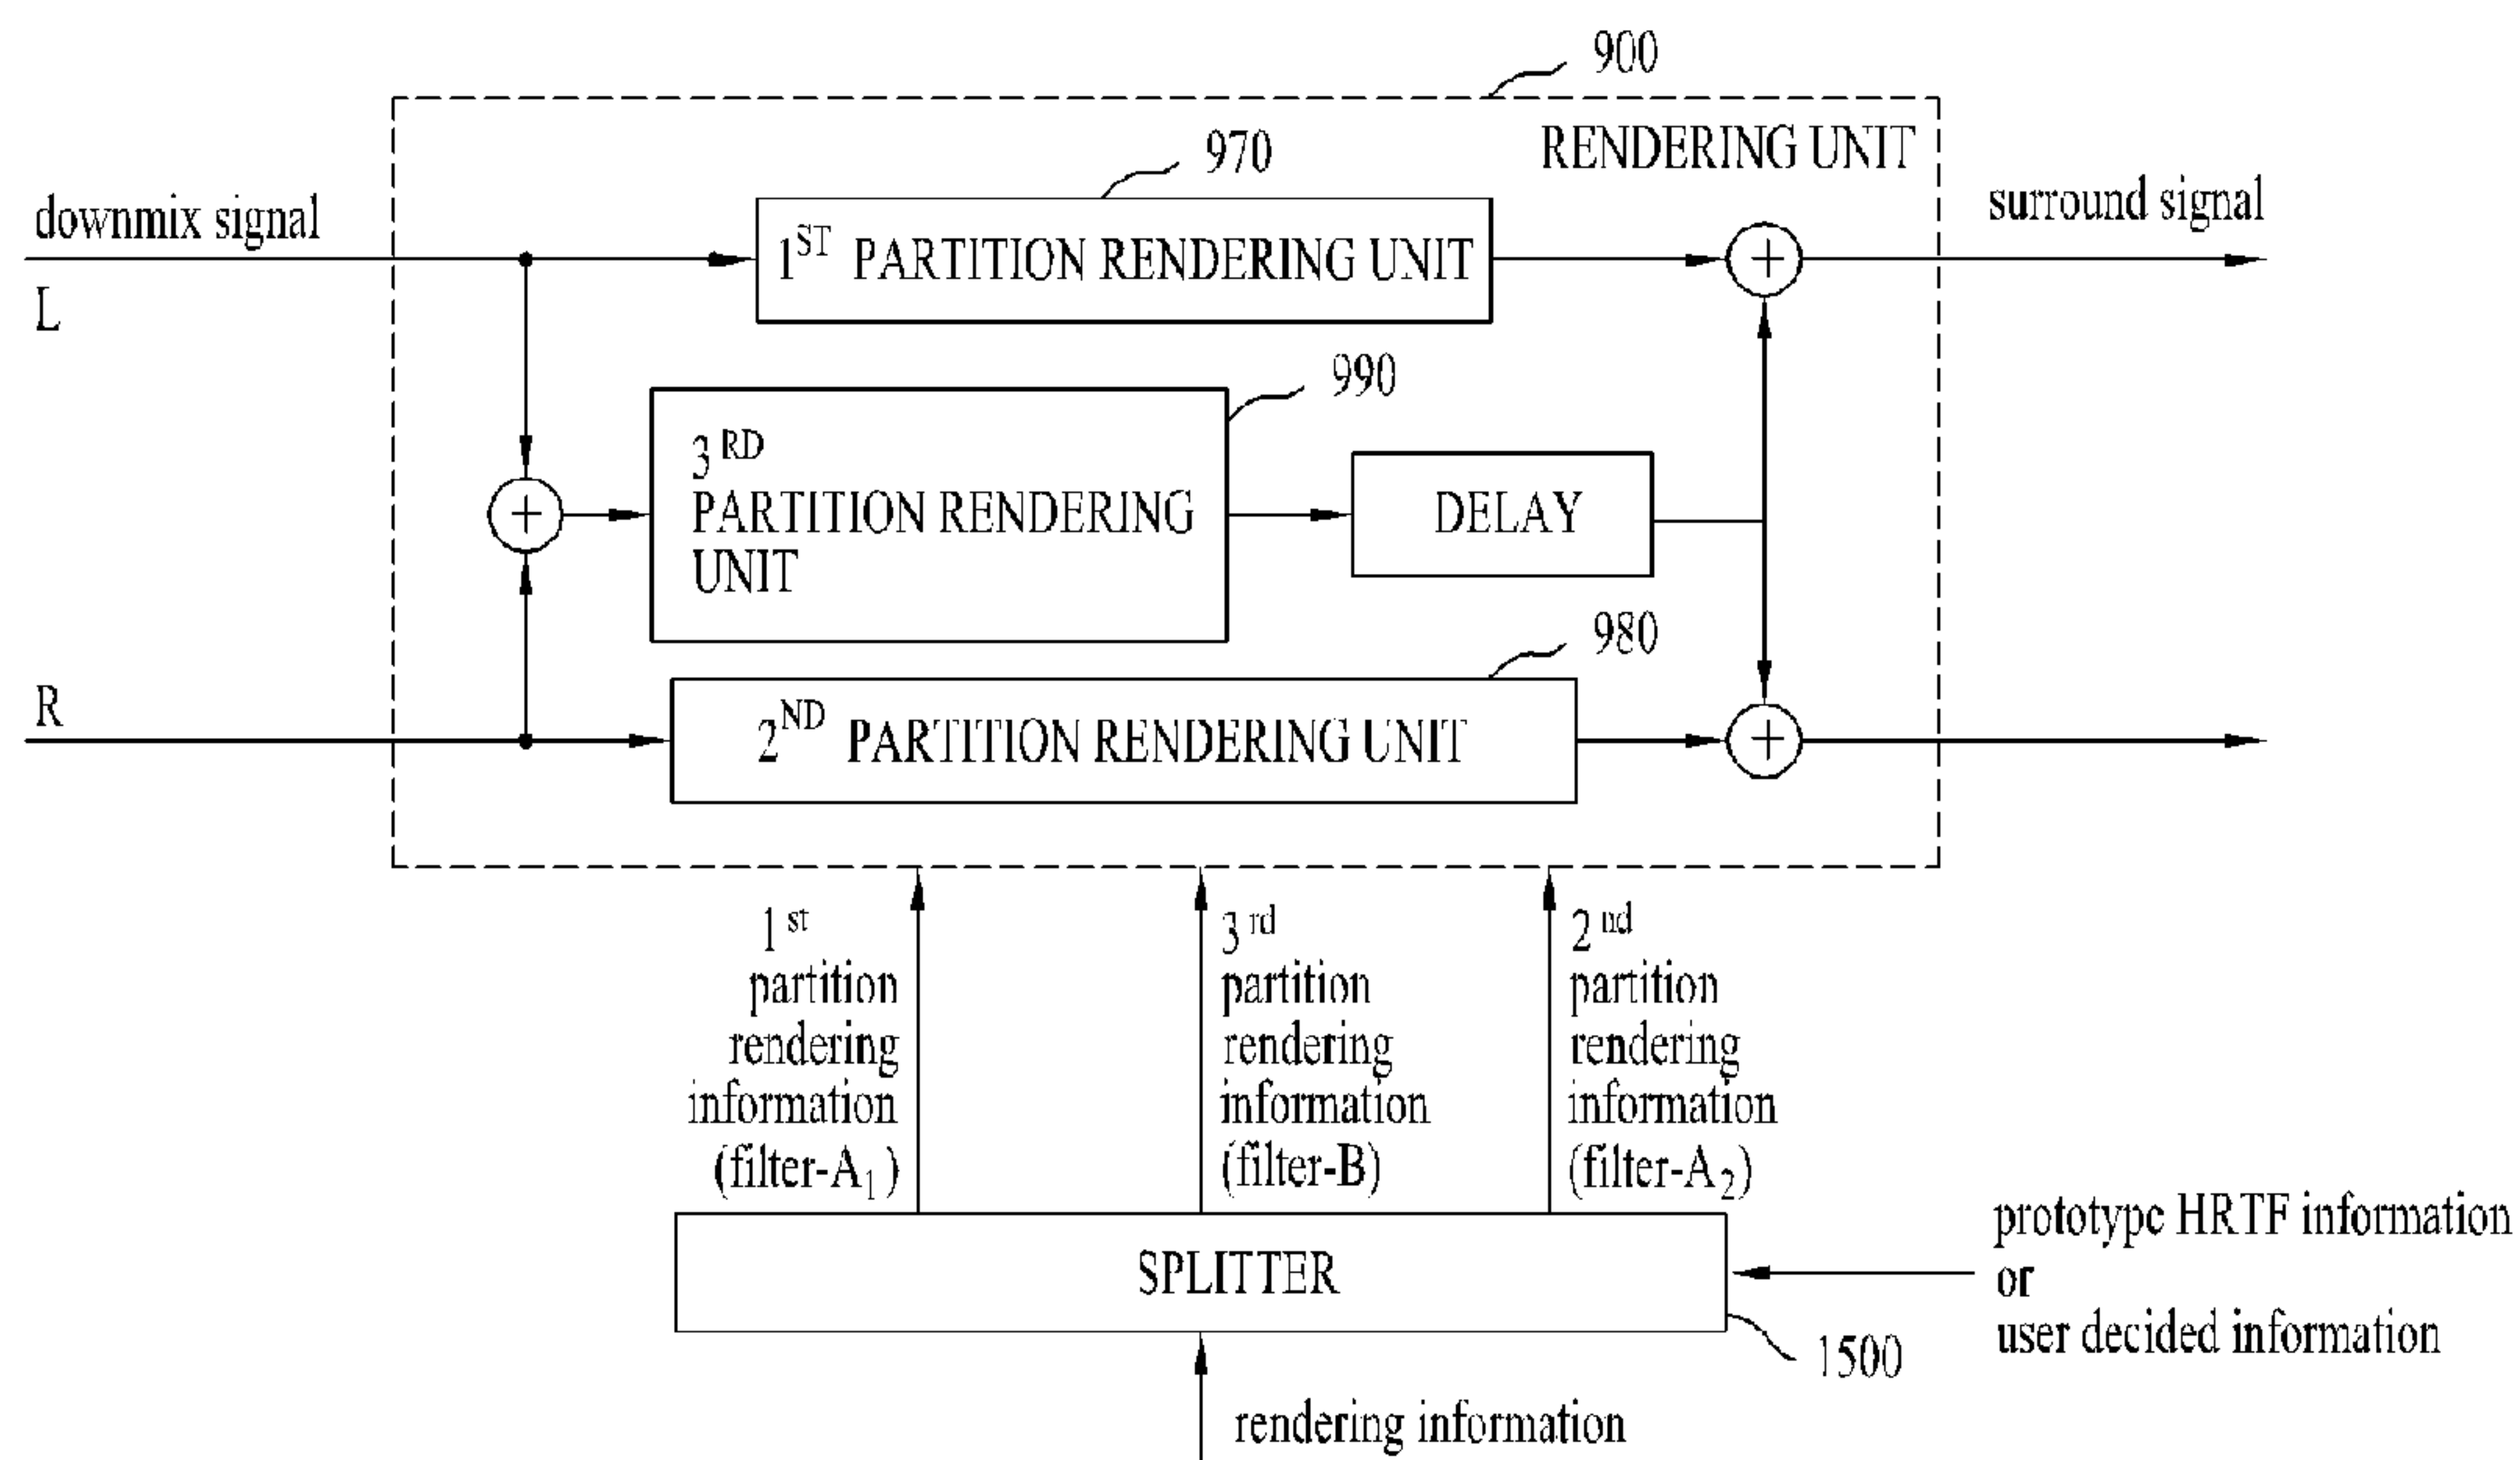 900
RENDERING UNIT
970
downmix signal
L
1ST PARTITION RENDERING UNIT
+
surround signal
990
3RD
PARTITION RENDERING
UNIT
+
DELAY
980
R
2ND PARTITION RENDERING UNIT
+
1st
partition
rendering
information
(filter-A1)
3rd
partition
rendering
information
(filter-B)
2nd
partition
rendering
information
(filter-A2)
SPLITTER
prototype HRTF information
or
user decided information
1500
rendering information